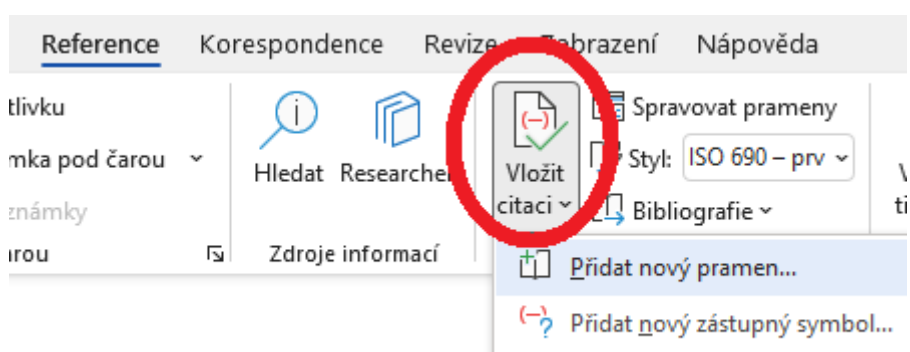 Reference Korespondence Revize Zobrazení Nápověda
tlivku
mka pod čarou
známky
arou
Hledat Researcher
Zdroje informací
Vložit
citaci
Spravovat prameny
Styl: ISO 690 – prv
Bibliografie
Přidat nový pramen...
Přidat nový zástupný symbol...
V
ti